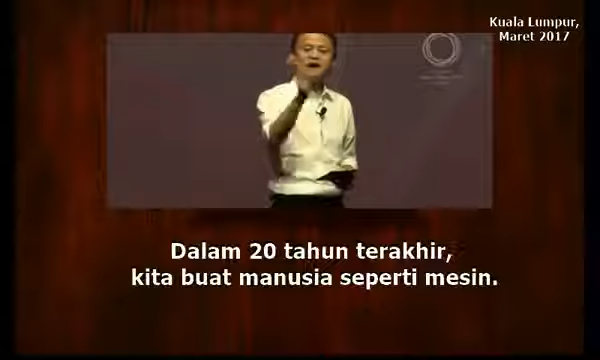 Kuala Lumpur,
Maret 2017
Dalam 20 tahun terakhir,
kita buat manusia seperti mesin.